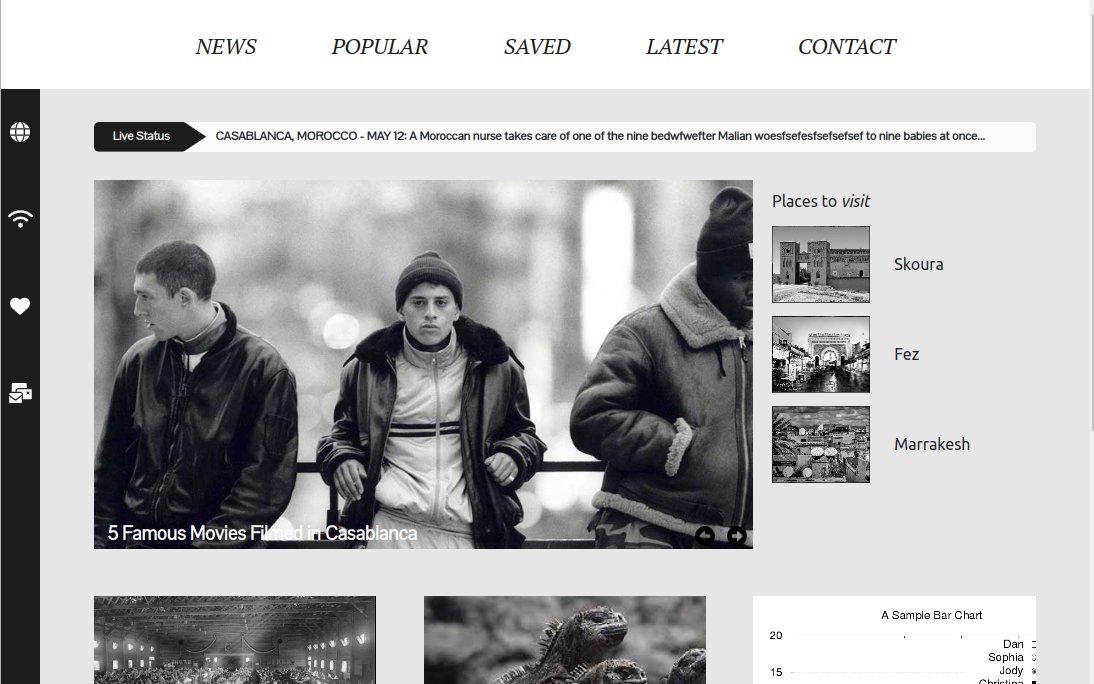 NEWS POPULAR SAVED LATEST CONTACT
Live Status CASABLANCA, MOROCCO - MAY 12: A Moroccan nurse takes care of one of the nine bedwfwefter Malian woesfsefesfsefsefsef to nine babies at once...
Places to visit
Skoura
Fez
Marrakesh
5 Famous Movies Filmed in Casablanca
A Sample Bar Chart
20
Dan
Sophia
15
Jody
Christina